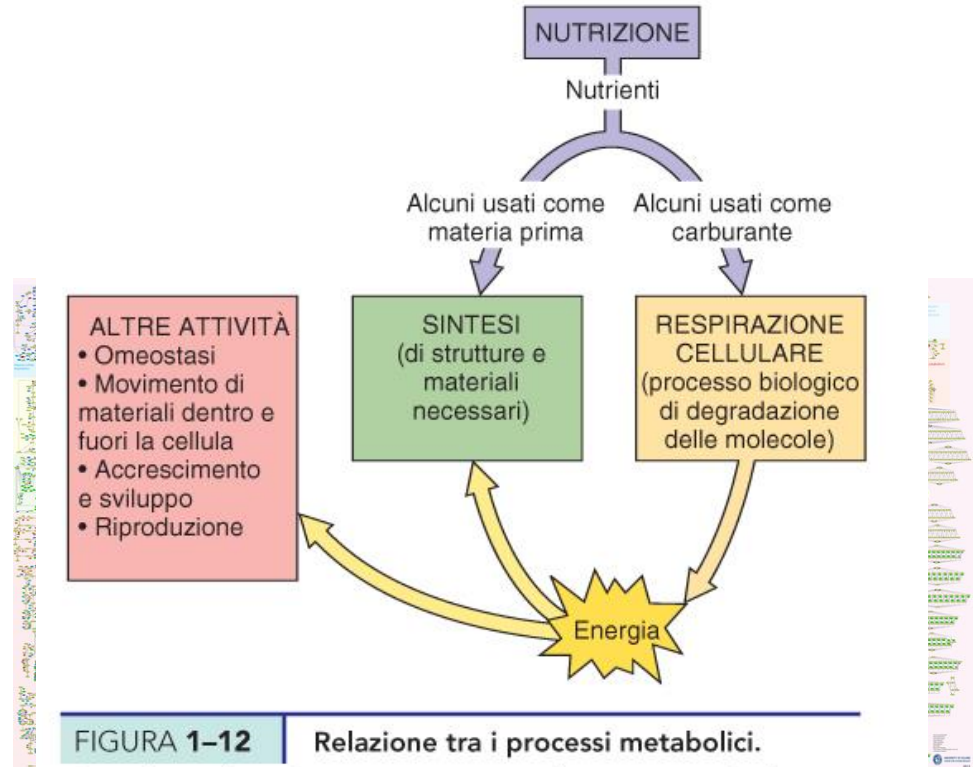 NUTRIZIONE
Nutrienti
Alcuni usati come
materia prima
Alcuni usati come
carburante
ALTRE ATTIVITÀ
• Omeostasi
• Movimento di
materiali dentro e
fuori la cellula
• Accrescimento
e sviluppo
• Riproduzione
SINTESI
(di strutture e
materiali
necessari)
RESPIRAZIONE
CELLULARE
(processo biologico
di degradazione
delle molecole)
Energia
FIGURA 1–12
Relazione tra i processi metabolici.